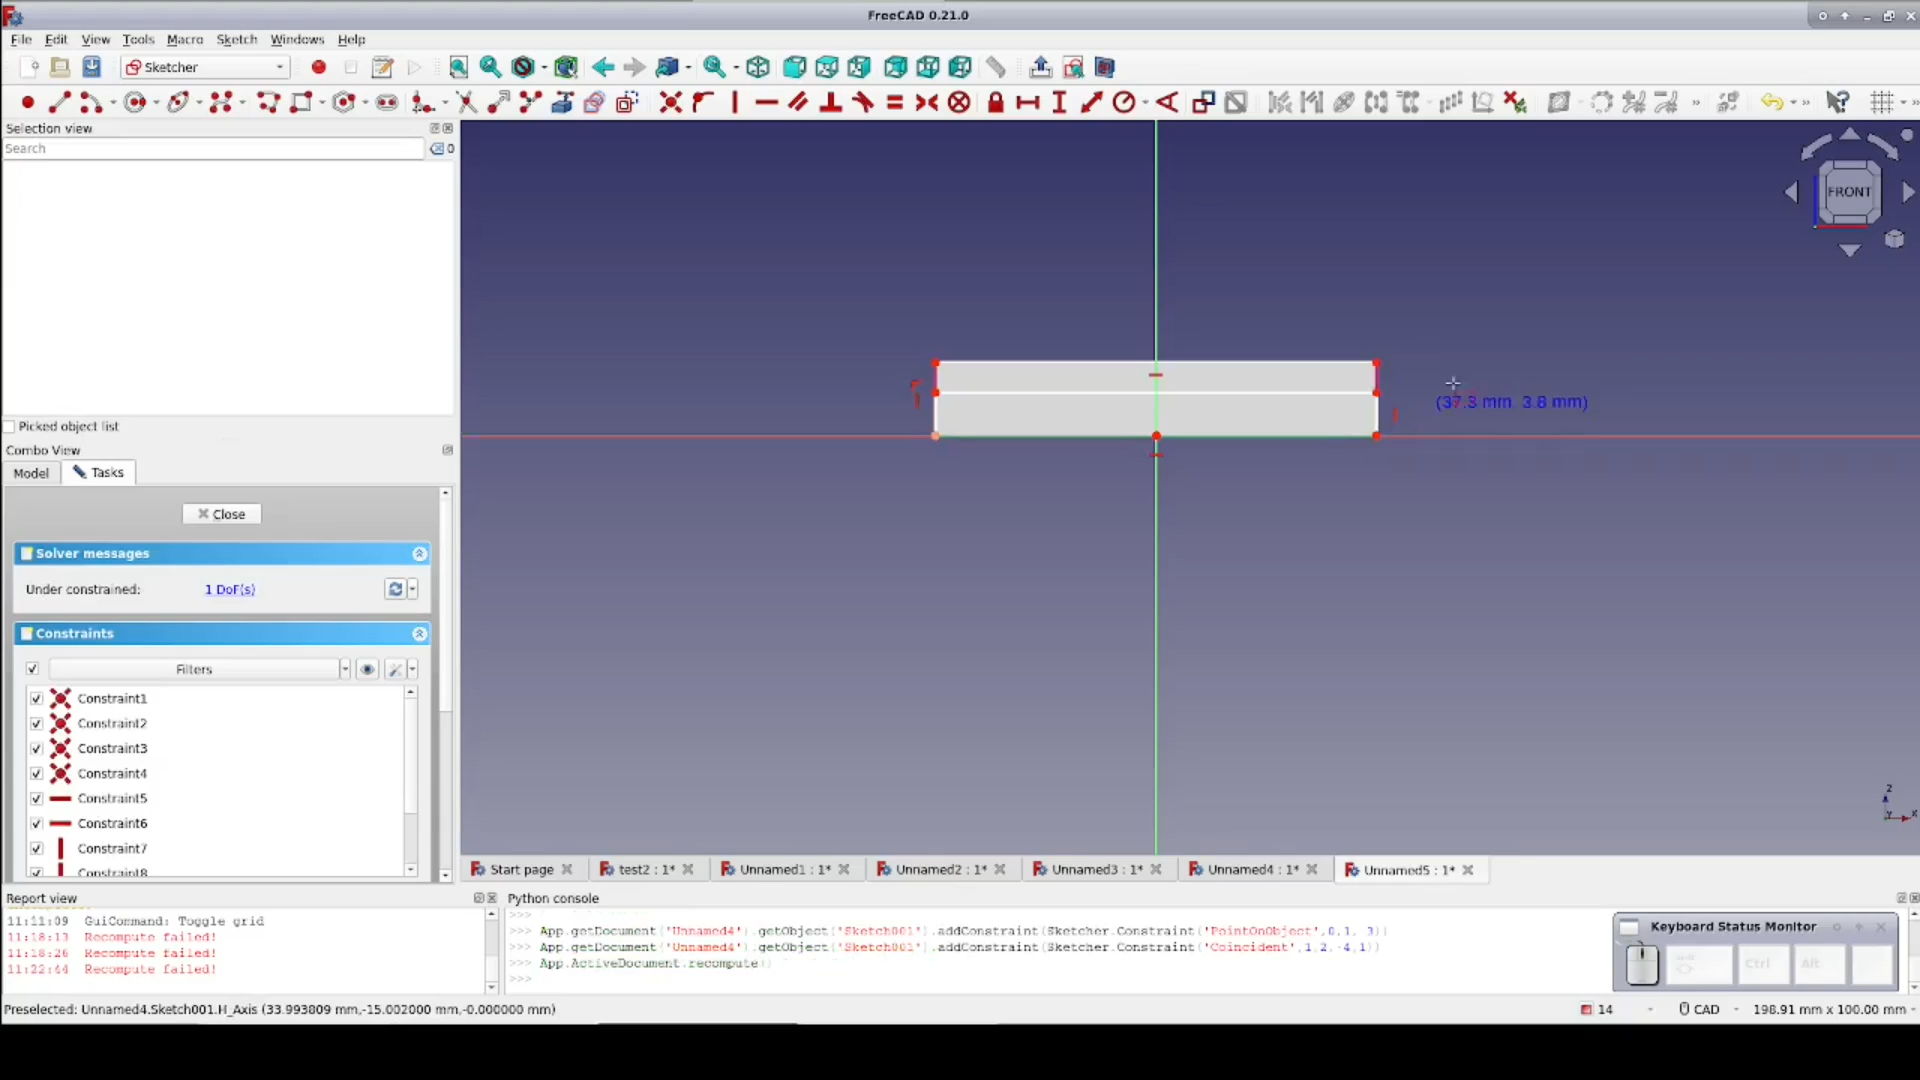 FreeCAD 0.21.0
File Edit View Tools Macro Sketch Windows Help
Sketcher
Selection view
Search
0
FRONT
(37.3 mm, 3.8 mm)
Picked object list
Combo View
Model Tasks
Close
Solver messages
Under constrained: 1 DoF(s)
Constraints
Filters
Constraint1
Constraint2
Constraint3
Constraint4
Constraint5
Constraint6
Constraint7
Constraint8
Z
Y X
Start page test2 : 1* Unnamed1 : 1* Unnamed2 : 1* Unnamed3 : 1* Unnamed4 : 1* Unnamed5 : 1*
Report view
11:11:09 GuiCommand: Toggle grid
11:18:13 Recompute failed!
11:18:26 Recompute failed!
11:22:44 Recompute failed!
Python console
>>>
>>> App.getDocument('Unnamed4').getObject('Sketch001').addConstraint(Sketcher.Constraint('PointOnObject',0,1,-3))
>>> App.getDocument('Unnamed4').getObject('Sketch001').addConstraint(Sketcher.Constraint('Coincident',1,2,-4,1))
>>> App.ActiveDocument.recompute()
>>>
Keyboard Status Monitor
Ctrl Alt
Preselected: Unnamed4.Sketch001.H_Axis (33.993809 mm,-15.002000 mm,-0.000000 mm)
14 CAD 198.91 mm x 100.00 mm